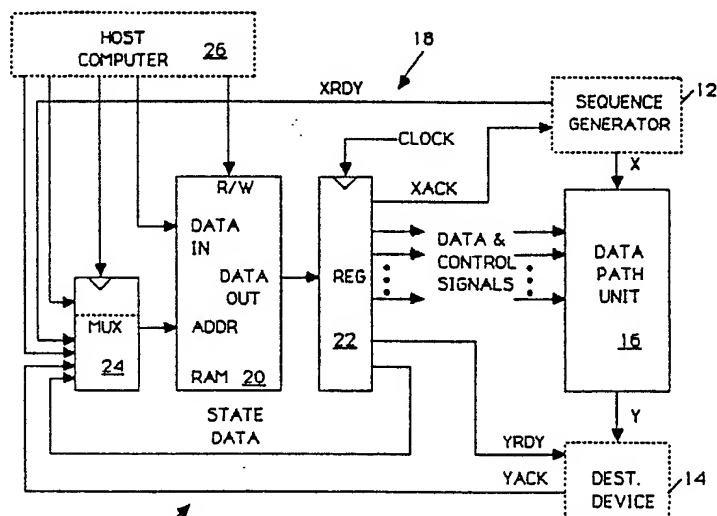 HOST
COMPUTER
26
18
XRDY
SEQUENCE
GENERATOR
12
CLOCK
X
R/W
XACK
DATA
IN
DATA
OUT
REG
DATA &
CONTROL
SIGNALS
DATA
PATH
UNIT
MUX
ADDR
24
RAM 20
22
16
STATE
DATA
Y
YRDY
YACK
DEST.
DEVICE
14